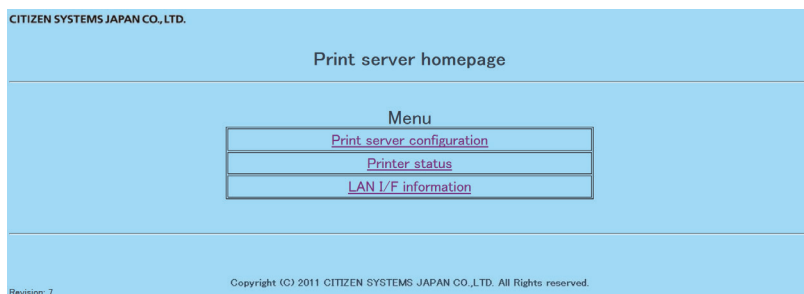 CITIZEN SYSTEMS JAPAN CO., LTD.
Print server homepage
Menu
Print server configuration
Printer status
LAN I/F information
Copyright (C) 2011 CITIZEN SYSTEMS JAPAN CO.,LTD. All Rights reserved.
Revision: 7